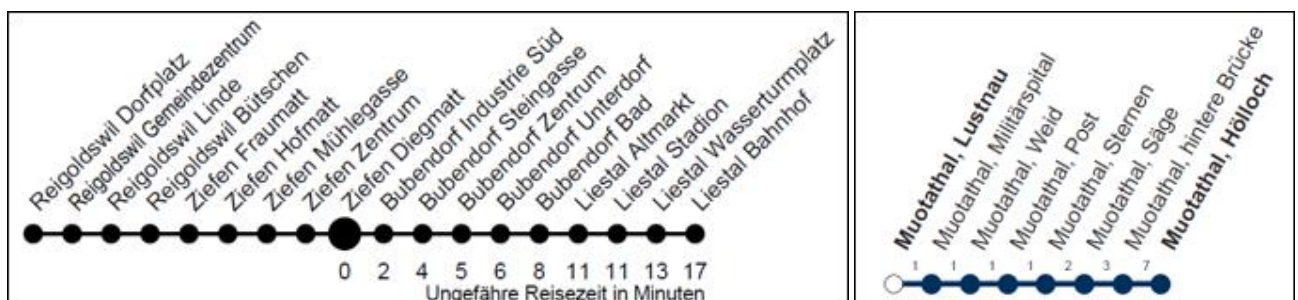 Reigoldswil Dorfplatz
Reigoldswil Gemeindezentrum
Reigoldswil Linde
Reigoldswil Bütschen
Ziefen Fraumatt
Ziefen Hofmatt
Ziefen Mühlegasse
Ziefen Zentrum
Ziefen Diegmatt
Bubendorf Industrie Süd
Bubendorf Steingasse
Bubendorf Zentrum
Bubendorf Unterdorf
Bubendorf Bad
Liestal Altmarkt
Liestal Stadion
Liestal Wasserturmplatz
Liestal Bahnhof
0 2 4 5 6 8 11 11 13 17
Ungefähre Reisezeit in Minuten
Muotathal, Lustnau
Muotathal, Militärspital
Muotathal, Weid
Muotathal, Post
Muotathal, Sternen
Muotathal, Säge
Muotathal, hintere Brücke
Muotathal, Hölloch
1 1 1 1 2 3 7